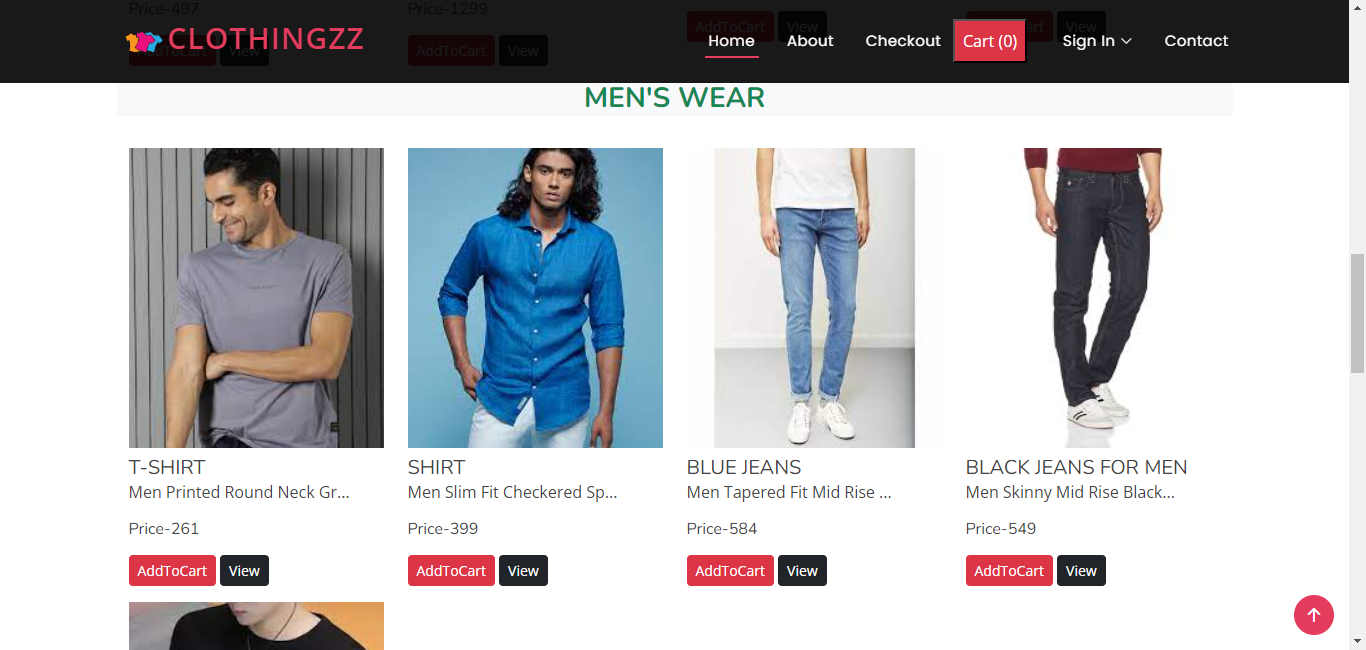 Price-497
Price-1299
AddToCart View
AddToCart View
AddToCart View
View
CLOTHINGZZ
Home About Checkout Cart (0) Sign In Contact
MEN'S WEAR
T-SHIRT
Men Printed Round Neck Gr...
Price-261
AddToCart View
SHIRT
Men Slim Fit Checkered Sp...
Price-399
AddToCart View
BLUE JEANS
Men Tapered Fit Mid Rise ...
Price-584
AddToCart View
BLACK JEANS FOR MEN
Men Skinny Mid Rise Black...
Price-549
AddToCart View